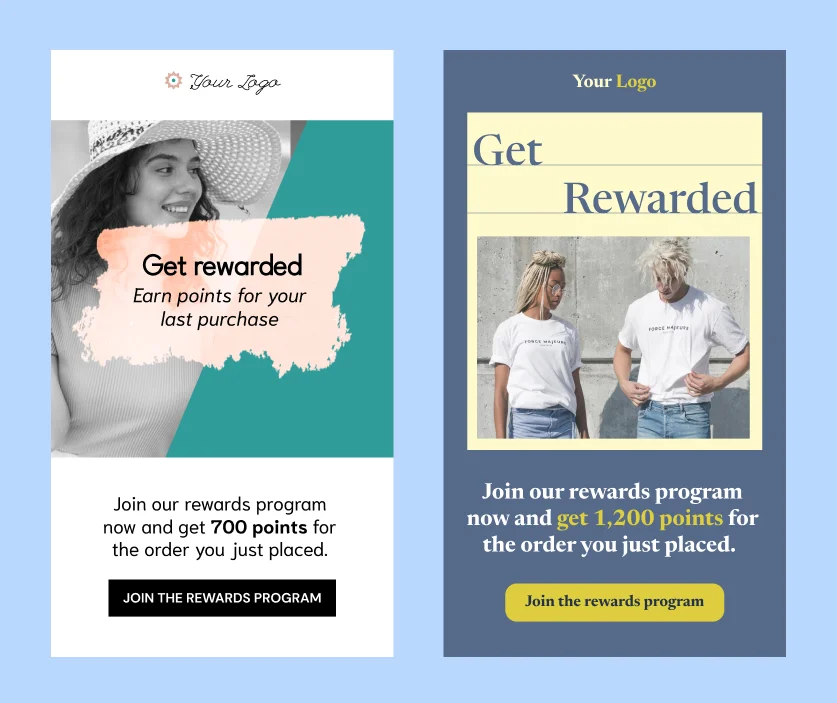 Your Logo
Get rewarded
Earn points for your
last purchase
Join our rewards program
now and get 700 points for
the order you just placed.
JOIN THE REWARDS PROGRAM
Your Logo
Get
Rewarded
FORCE MAJEURE
FORCE MAJEURE
Join our rewards program
now and get 1,200 points for
the order you just placed.
Join the rewards program